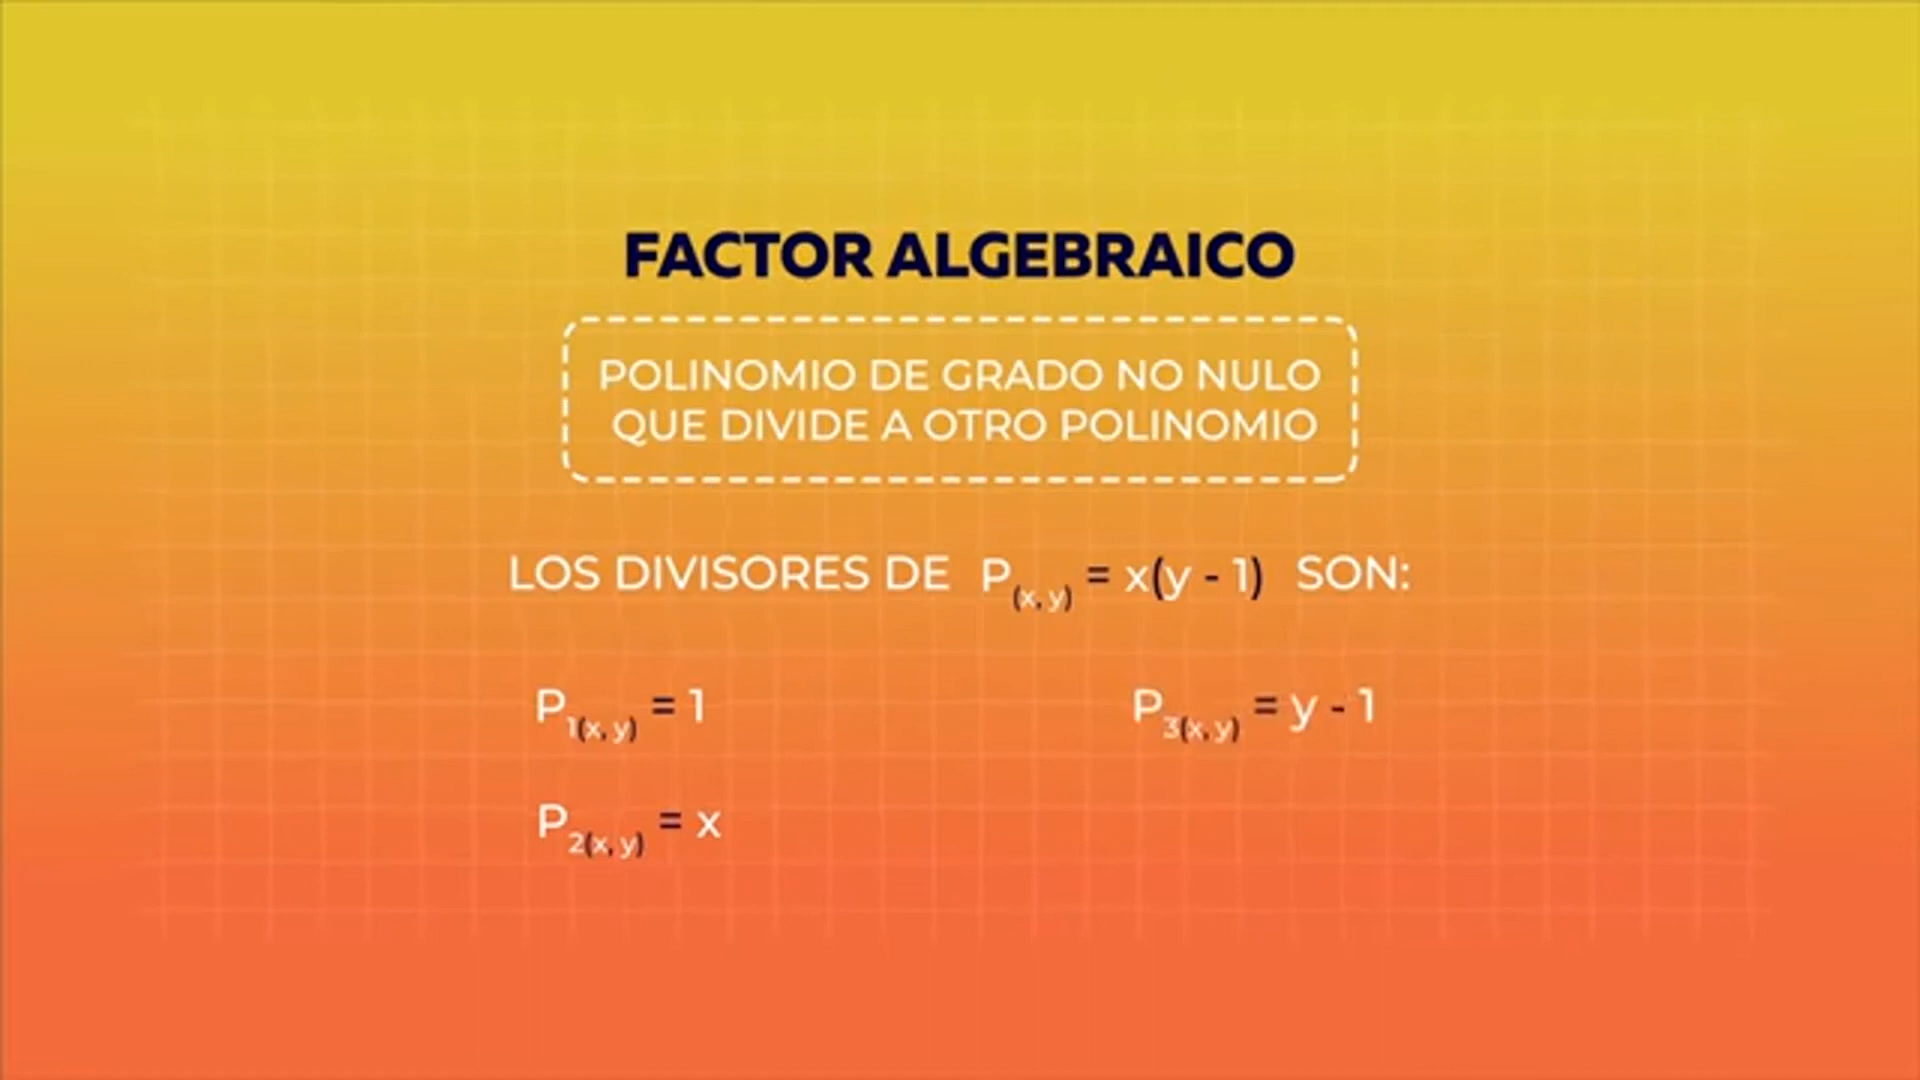 FACTOR ALGEBRAICO
POLINOMIO DE GRADO NO NULO
QUE DIVIDE A OTRO POLINOMIO
LOS DIVISORES DE P(x, y) = x(y - 1) SON:
P1(x, y) = 1
P3(x, y) = y - 1
P2(x, y) = x